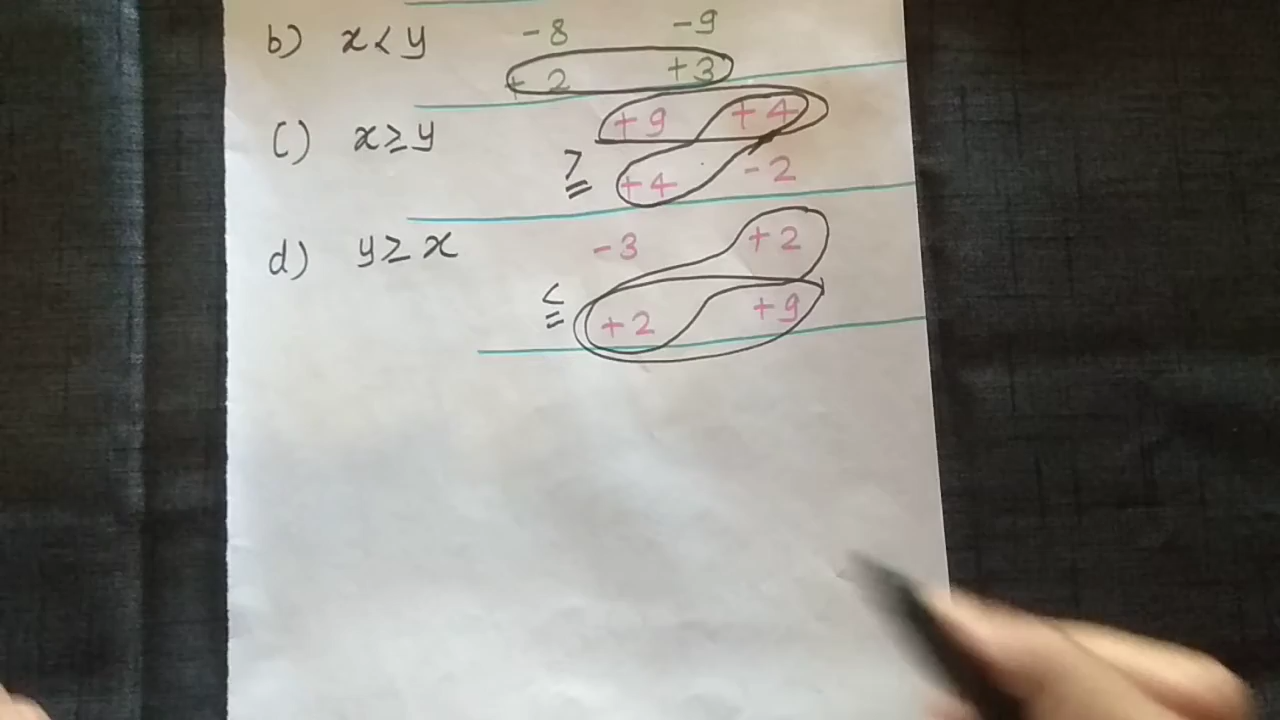 b) x < y -8 -9
+2 +3
c) x ≥ y +9 +4
≥ +4 -2
d) y ≥ x -3 +2
≤ +2 +9